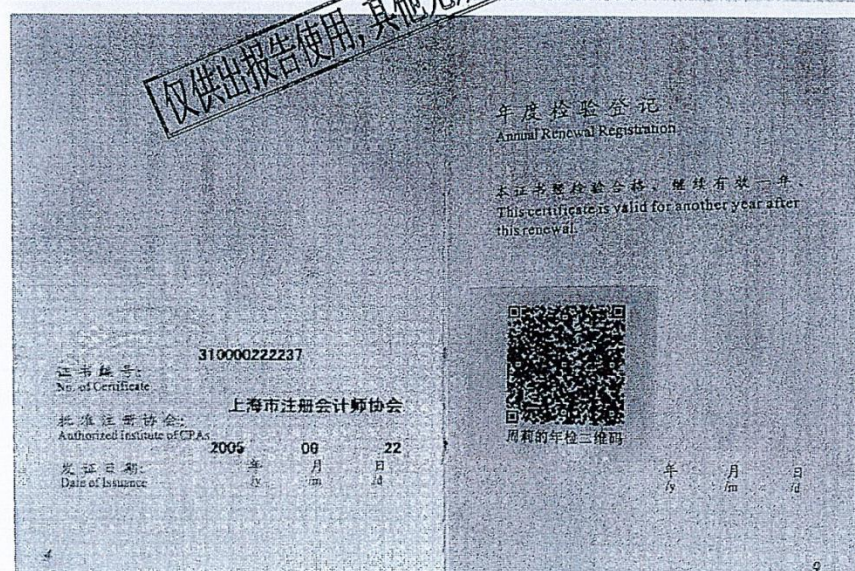 仅供出报告使用,其他无
310000222237
证书编号:
No. of Certificate
上海市注册会计师协会
批准注册协会:
Authorized Institute of CPAs
2005 22
发证日期: 年 月 日
Date of Issuance /y /m /d
4
年度检验登记
Annual Renewal Registration
本证书经检验合格,继续有效一年。
This certificate is valid for another year after
this renewal.
周莉的年检二维码
年 月 日
/y /m /d
9